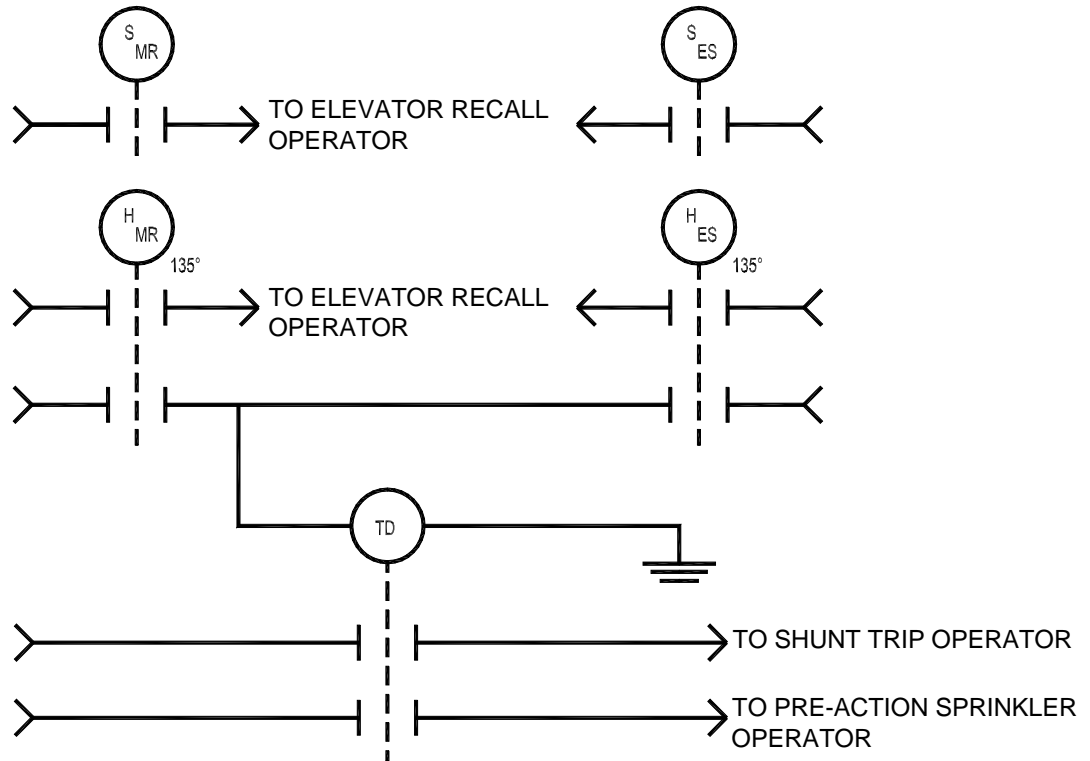 S
MR
S
ES
TO ELEVATOR RECALL
OPERATOR
H
MR
135°
H
ES
135°
TO ELEVATOR RECALL
OPERATOR
TD
TO SHUNT TRIP OPERATOR
TO PRE-ACTION SPRINKLER
OPERATOR